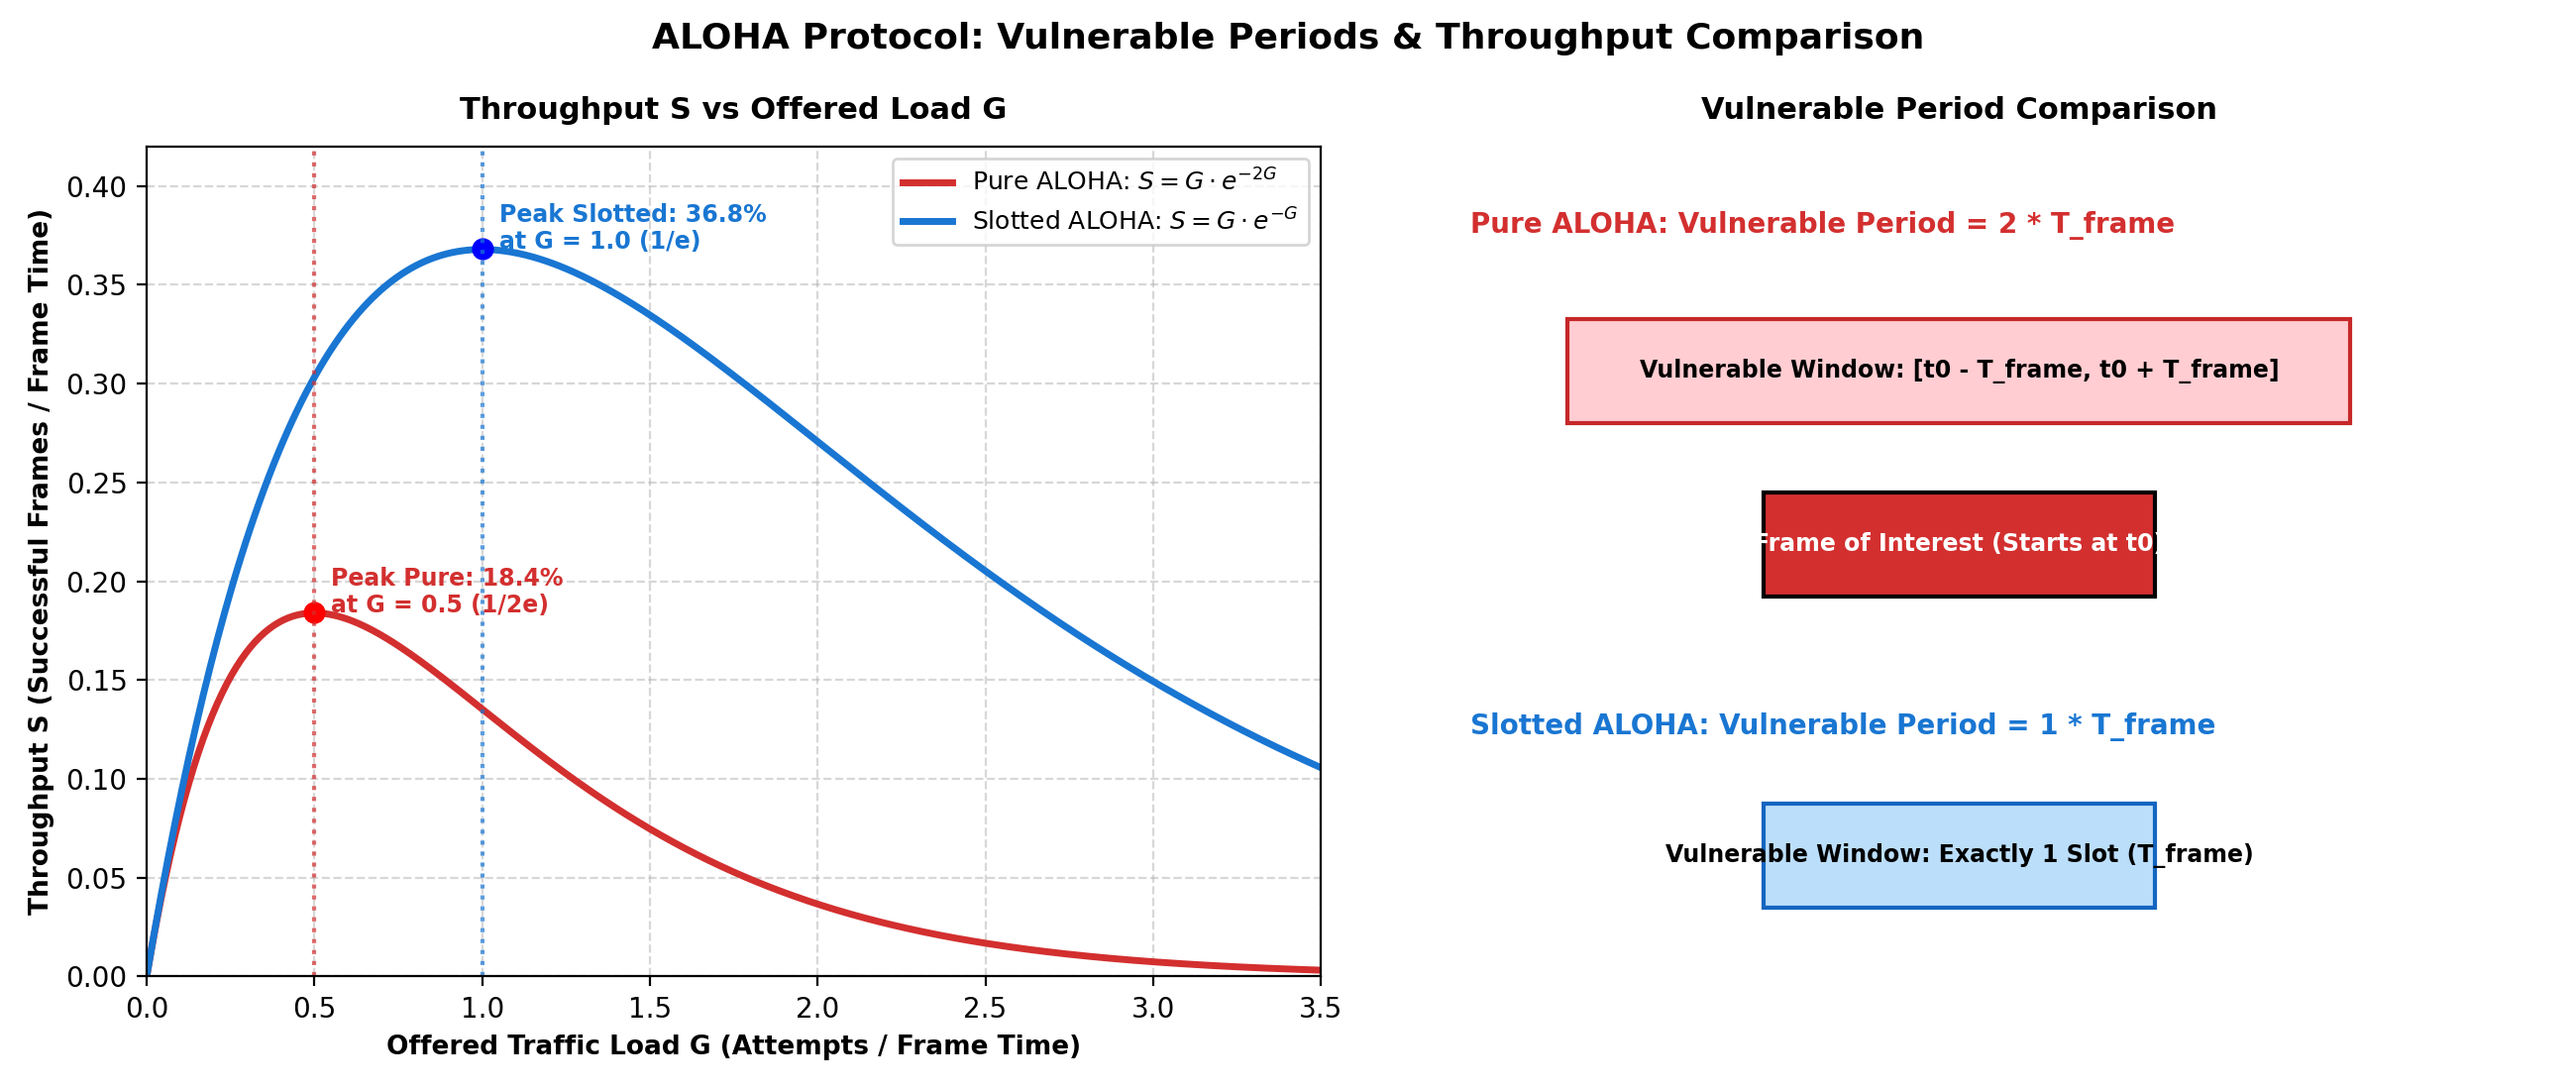 ALOHA Protocol: Vulnerable Periods & Throughput Comparison
Throughput S vs Offered Load G
Throughput S (Successful Frames / Frame Time)
0.40
0.35
0.30
0.25
0.20
0.15
0.10
0.05
0.00
Pure ALOHA: S = G · e^{-2G}
Slotted ALOHA: S = G · e^{-G}
Peak Slotted: 36.8%
at G = 1.0 (1/e)
Peak Pure: 18.4%
at G = 0.5 (1/2e)
0.0 0.5 1.0 1.5 2.0 2.5 3.0 3.5
Offered Traffic Load G (Attempts / Frame Time)
Vulnerable Period Comparison
Pure ALOHA: Vulnerable Period = 2 * T_frame
Vulnerable Window: [t0 - T_frame, t0 + T_frame]
Frame of Interest (Starts at t0)
Slotted ALOHA: Vulnerable Period = 1 * T_frame
Vulnerable Window: Exactly 1 Slot (T_frame)